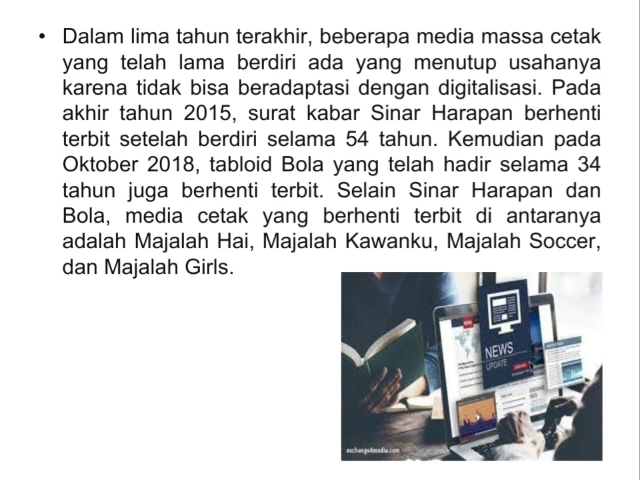 • Dalam lima tahun terakhir, beberapa media massa cetak
yang telah lama berdiri ada yang menutup usahanya
karena tidak bisa beradaptasi dengan digitalisasi. Pada
akhir tahun 2015, surat kabar Sinar Harapan berhenti
terbit setelah berdiri selama 54 tahun. Kemudian pada
Oktober 2018, tabloid Bola yang telah hadir selama 34
tahun juga berhenti terbit. Selain Sinar Harapan dan
Bola, media cetak yang berhenti terbit di antaranya
adalah Majalah Hai, Majalah Kawanku, Majalah Soccer,
dan Majalah Girls.
NEWS
UPDATE
exchange4media.com